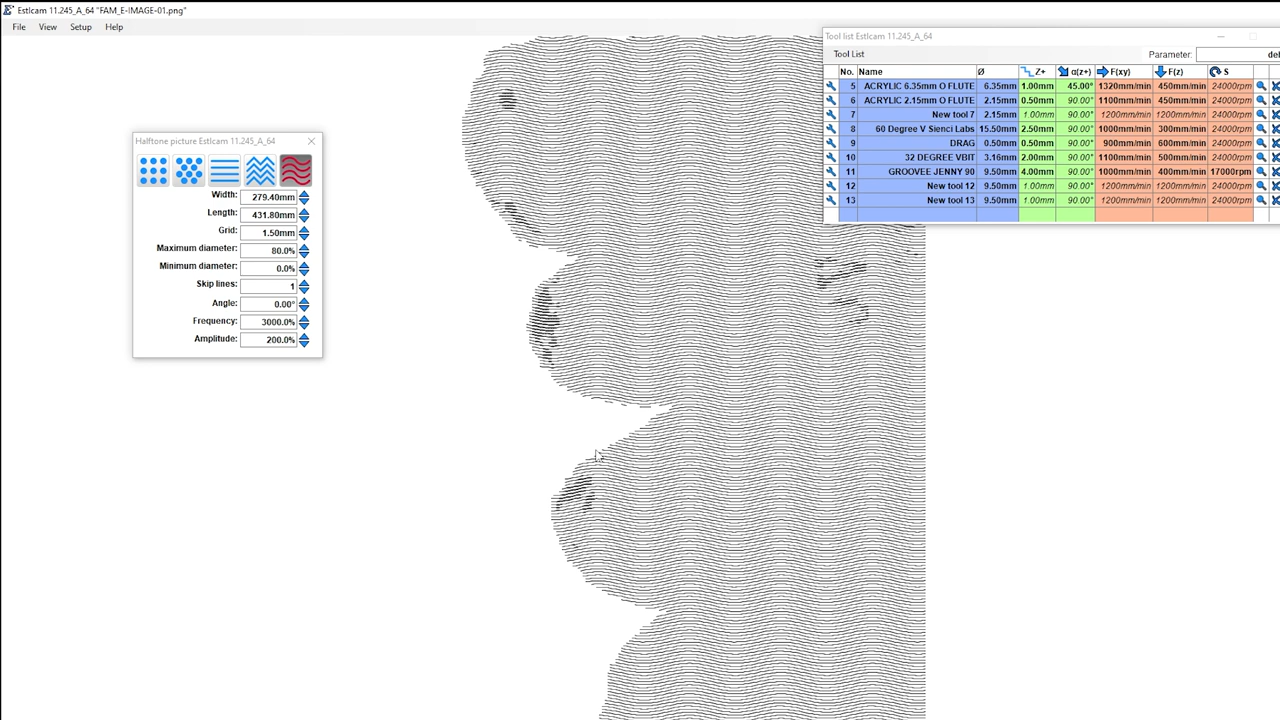 Estlcam 11.245_A_64 "FAM_E-IMAGE-01.png"
File View Setup Help
Tool list Estlcam 11.245_A_64
Tool List Parameter: def
No. Name Ø Z+ α(z+) F(xy) F(z) S
5 ACRYLIC 6.35mm O FLUTE 6.35mm 1.00mm 45.00° 1320mm/min 450mm/min 24000rpm
6 ACRYLIC 2.15mm O FLUTE 2.15mm 0.50mm 90.00° 1100mm/min 400mm/min 24000rpm
7 New tool 7 2.15mm 1.00mm 90.00° 1200mm/min 1200mm/min 24000rpm
8 60 Degree V Sienci Labs 15.50mm 2.50mm 90.00° 1000mm/min 300mm/min 24000rpm
9 DRAG 0.50mm 0.50mm 90.00° 900mm/min 600mm/min 24000rpm
10 32 DEGREE VBIT 3.16mm 2.00mm 90.00° 1100mm/min 500mm/min 24000rpm
11 GROOVEE JENNY 90 9.50mm 4.00mm 90.00° 1000mm/min 400mm/min 17000rpm
12 New tool 12 9.50mm 1.00mm 90.00° 1200mm/min 1200mm/min 24000rpm
13 New tool 13 9.50mm 1.00mm 90.00° 1200mm/min 1200mm/min 24000rpm
Halftone picture Estlcam 11.245_A_64
Width: 279.40mm
Length: 431.80mm
Grid: 1.50mm
Maximum diameter: 80.0%
Minimum diameter: 0.0%
Skip lines: 1
Angle: 0.00°
Frequency: 3000.0%
Amplitude: 200.0%